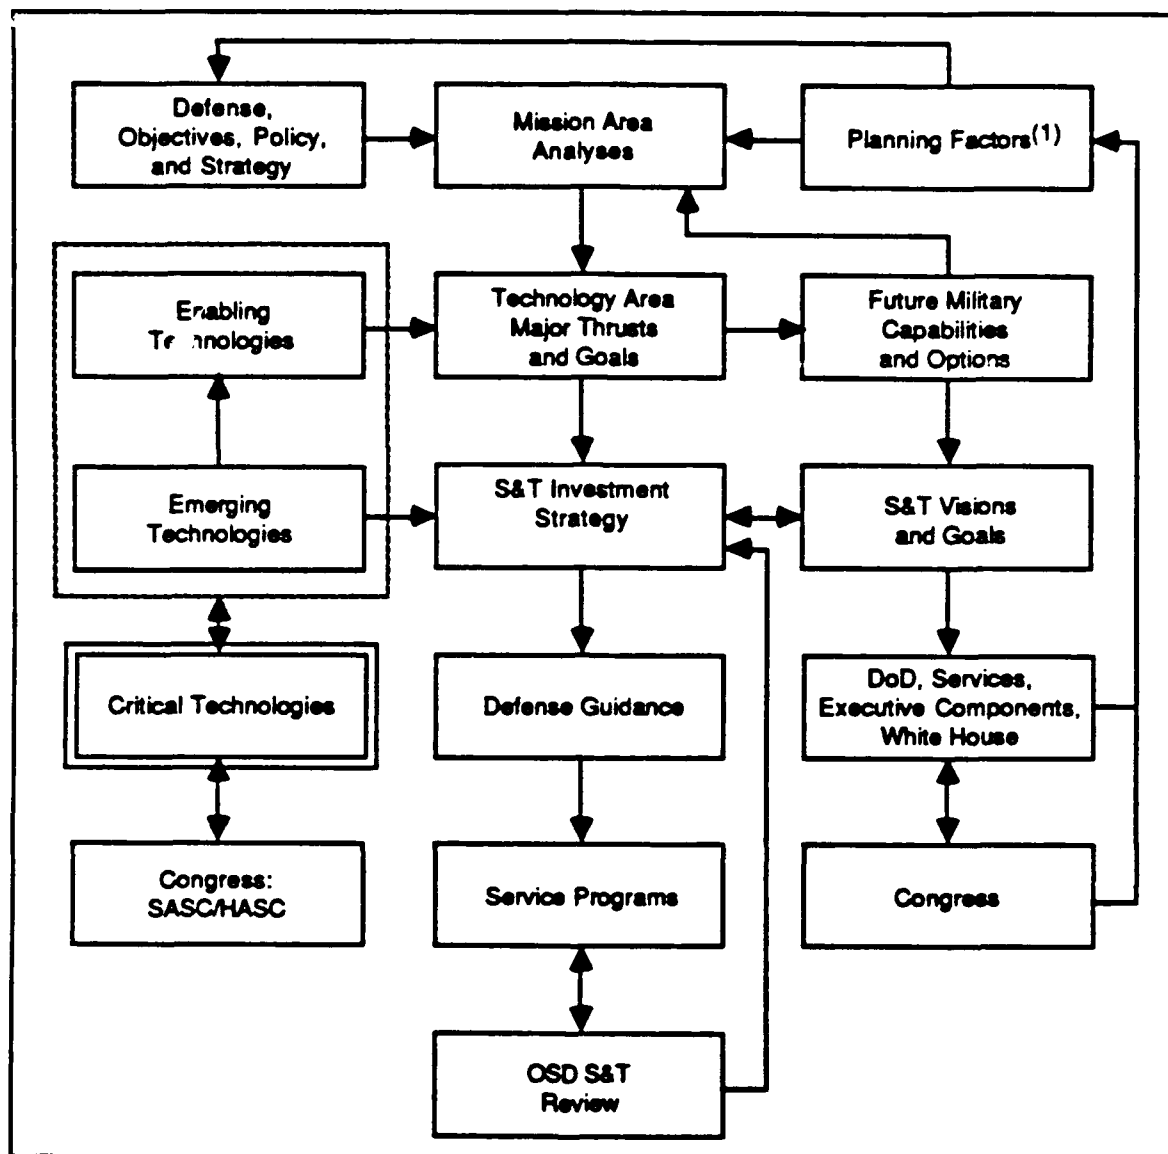 Defense,
Objectives, Policy,
and Strategy
Mission Area
Analyses
Planning Factors(1)
Enabling
Technologies
Technology Area
Major Thrusts
and Goals
Future Military
Capabilities
and Options
Emerging
Technologies
S&T Investment
Strategy
S&T Visions
and Goals
Critical Technologies
Defense Guidance
DoD, Services,
Executive Components,
White House
Congress:
SASC/HASC
Service Programs
Congress
OSD S&T
Review